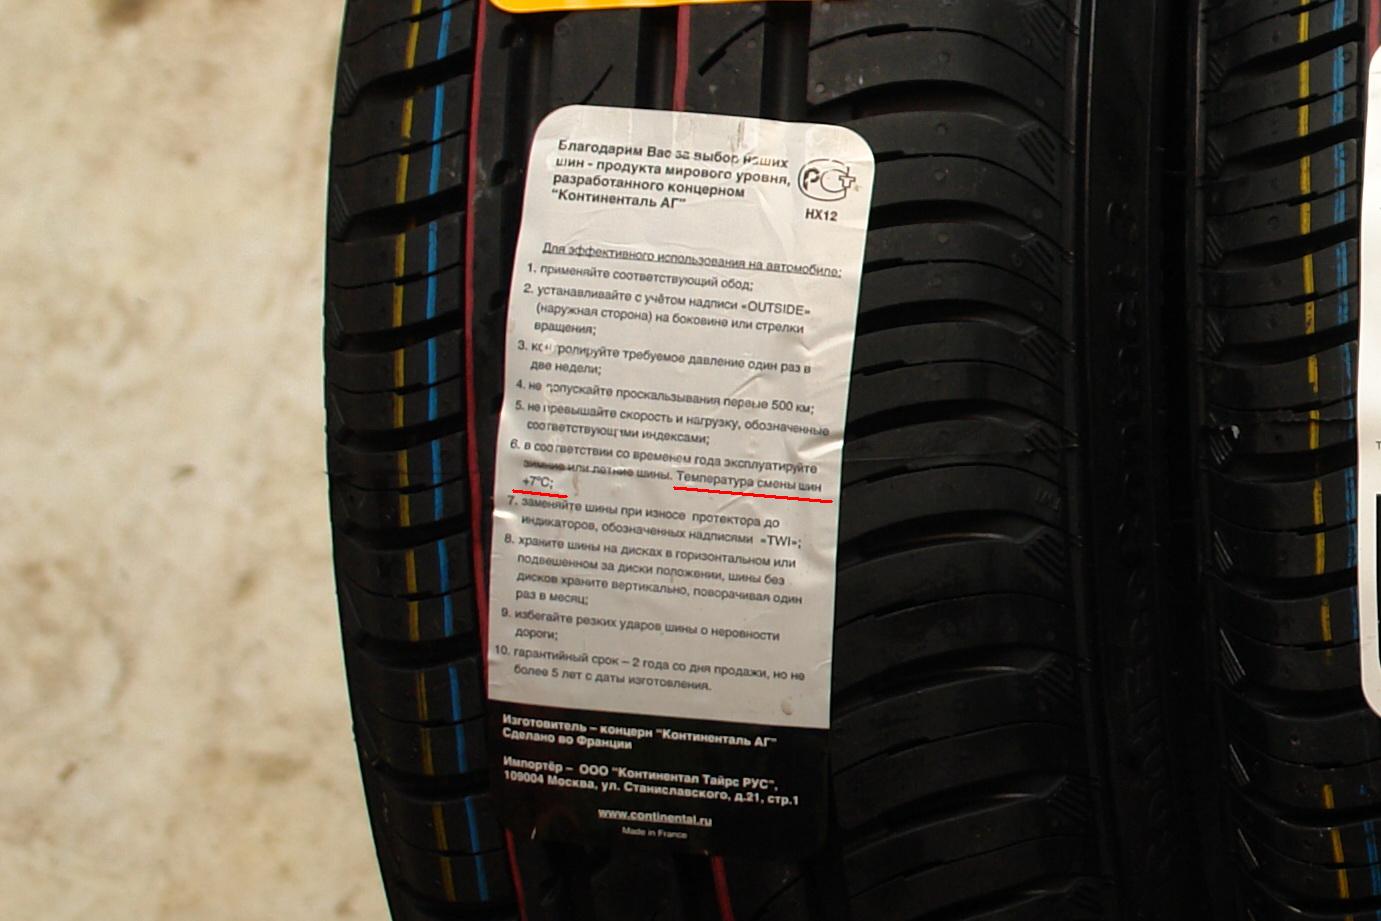 Благодарим Вас за выбор наших
шин - продукта мирового уровня,
разработанного концерном
"Континенталь АГ"
РСТ
НХ12
Для эффективного использования на автомобиле:
1. применяйте соответствующий обод;
2. устанавливайте с учётом надписи «OUTSIDE»
(наружная сторона) на боковине или стрелки
вращения;
3. контролируйте требуемое давление один раз в
две недели;
4. не допускайте проскальзывания первые 500 км;
5. не превышайте скорость и нагрузку, обозначенные
соответствующими индексами;
6. в соответствии со временем года эксплуатируйте
зимние или летние шины. Температура смены шин
+7°C;
7. заменяйте шины при износе протектора до
индикаторов, обозначенных надписями «TWI»;
8. храните шины на дисках в горизонтальном или
подвешенном за диски положении, шины без
дисков храните вертикально, поворачивая один
раз в месяц;
9. избегайте резких ударов шины о неровности
дороги;
10. гарантийный срок – 2 года со дня продажи, но не
более 5 лет с даты изготовления.
Изготовитель – концерн "Континенталь АГ"
Сделано во Франции
Импортёр – ООО "Континентал Тайрс РУС",
109004 Москва, ул. Станиславского, д.21, стр.1
www.continental.ru
Made in France